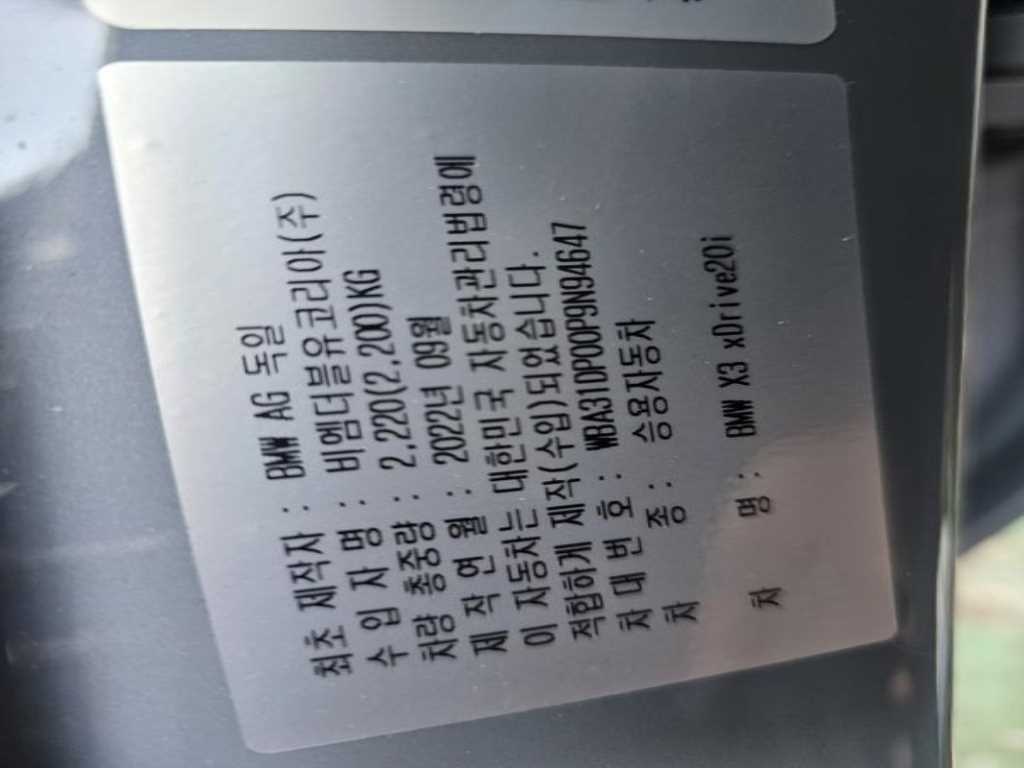 최초 제작자 : BMW AG 독일
수 입 자 명 : 비엠더블유코리아(주)
차량 총중량 : 2,220(2,200)KG
제 작 연 월 : 2022년 09월
이 자동차는 대한민국 자동차관리법령에
적합하게 제작(수입)되었습니다.
차 대 번 호 : WBA31DP00P9N94647
차 종 : 승용자동차
차 명 : BMW X3 xDrive20i